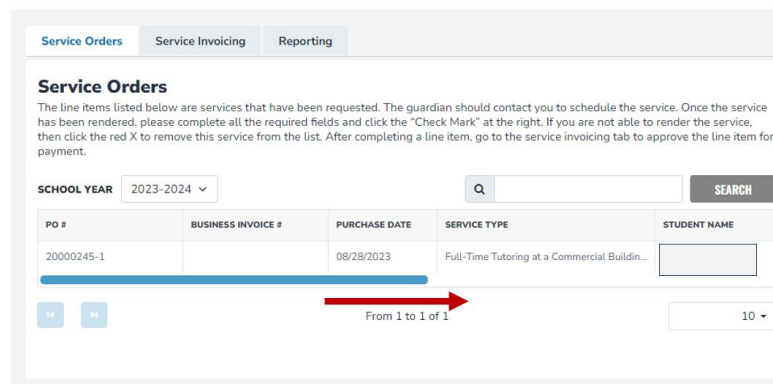 Service Orders Service Invoicing Reporting
Service Orders
The line items listed below are services that have been requested. The guardian should contact you to schedule the service. Once the service
has been rendered, please complete all the required fields and click the “Check Mark” at the right. If you are not able to render the service,
then click the red X to remove this service from the list. After completing a line item, go to the service invoicing tab to approve the line item for
payment.
SCHOOL YEAR 2023-2024 SEARCH
PO # BUSINESS INVOICE # PURCHASE DATE SERVICE TYPE STUDENT NAME
20000245-1 08/28/2023 Full-Time Tutoring at a Commercial Buildin...
From 1 to 1 of 1 10